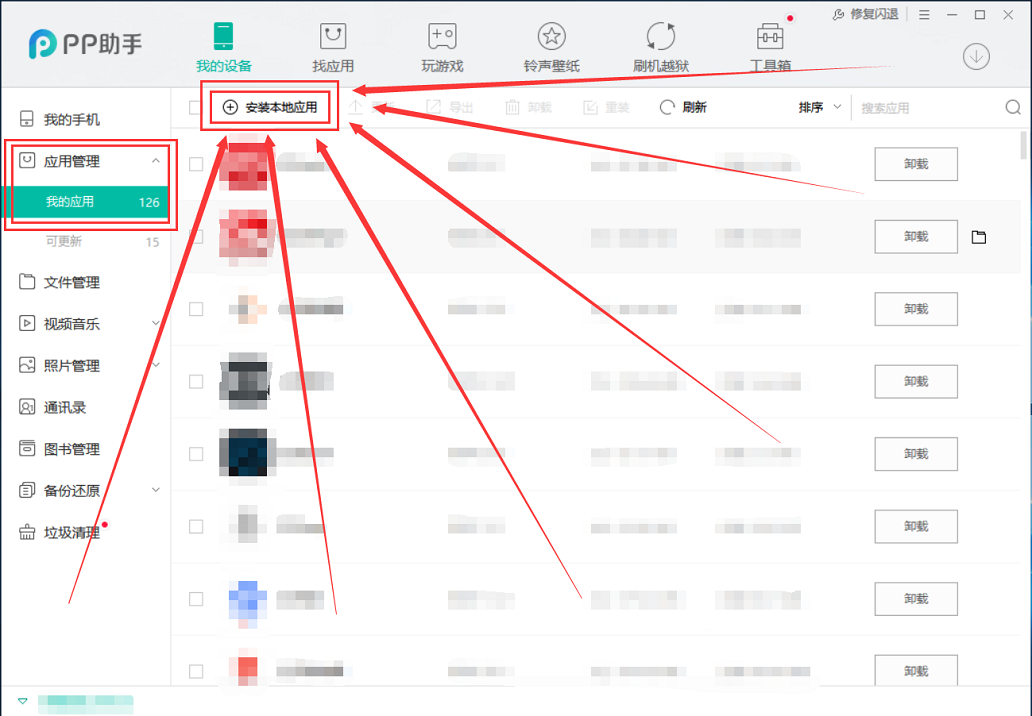 修复闪退
PP助手
我的设备
找应用
玩游戏
铃声壁纸
刷机越狱
工具箱
安装本地应用
导出
卸载
重装
刷新
排序
搜索应用
我的手机
应用管理
我的应用 126
可更新 15
文件管理
视频音乐
照片管理
通讯录
图书管理
备份还原
垃圾清理
卸载
卸载
卸载
卸载
卸载
卸载
卸载
卸载